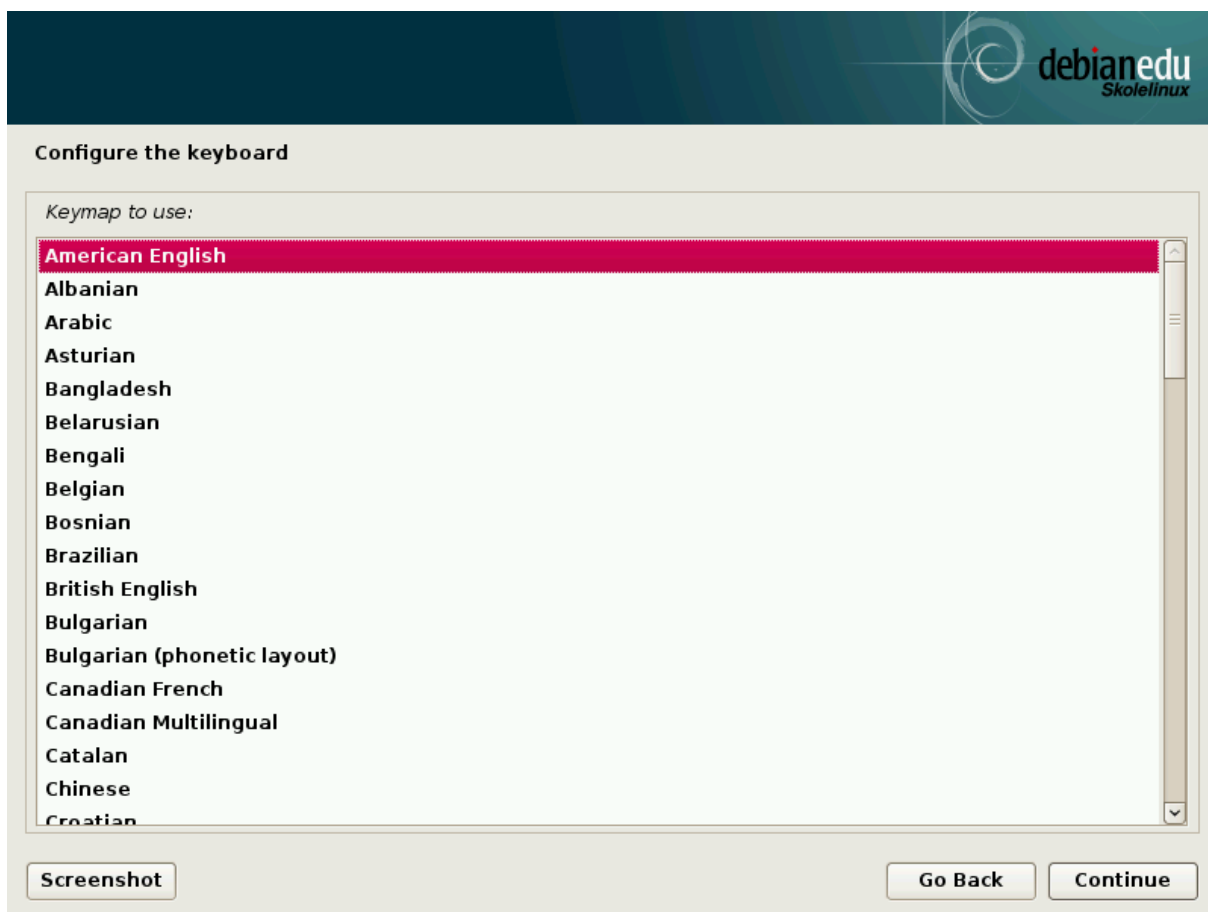 debianedu
Skolelinux
Configure the keyboard
Keymap to use:
American English
Albanian
Arabic
Asturian
Bangladesh
Belarusian
Bengali
Belgian
Bosnian
Brazilian
British English
Bulgarian
Bulgarian (phonetic layout)
Canadian French
Canadian Multilingual
Catalan
Chinese
Croatian
Screenshot Go Back Continue